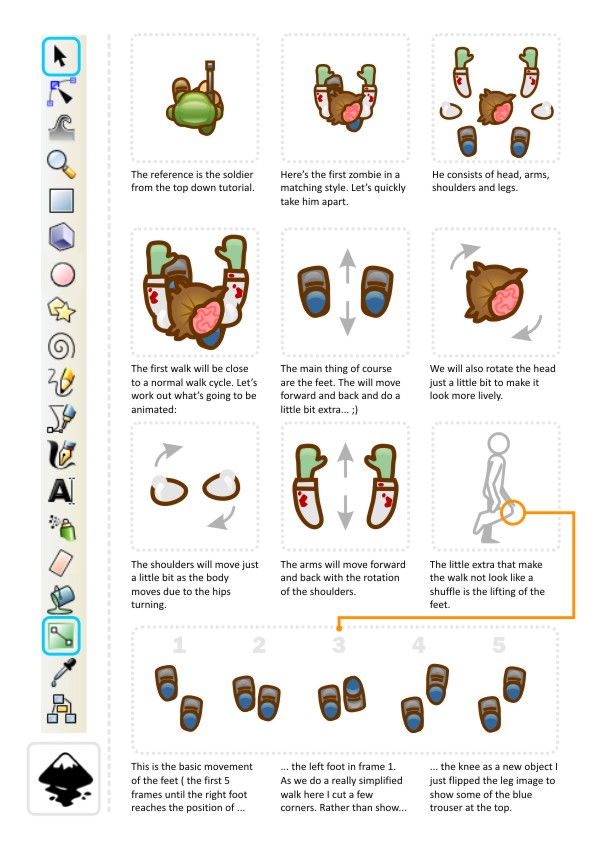 The reference is the soldier
from the top down tutorial.
Here's the first zombie in a
matching style. Let's quickly
take him apart.
He consists of head, arms,
shoulders and legs.
The first walk will be close
to a normal walk cycle. Let's
work out what's going to be
animated:
The main thing of course
are the feet. The will move
forward and back and do a
little bit extra... ;)
We will also rotate the head
just a little bit to make it
look more lively.
The shoulders will move just
a little bit as the body
moves due to the hips
turning.
The arms will move forward
and back with the rotation
of the shoulders.
The little extra that make
the walk not look like a
shuffle is the lifting of the
feet.
1 2 3 4 5
This is the basic movement
of the feet ( the first 5
frames until the right foot
reaches the position of ...
... the left foot in frame 1.
As we do a really simplified
walk here I cut a few
corners. Rather than show...
... the knee as a new object I
just flipped the leg image to
show some of the blue
trouser at the top.
A